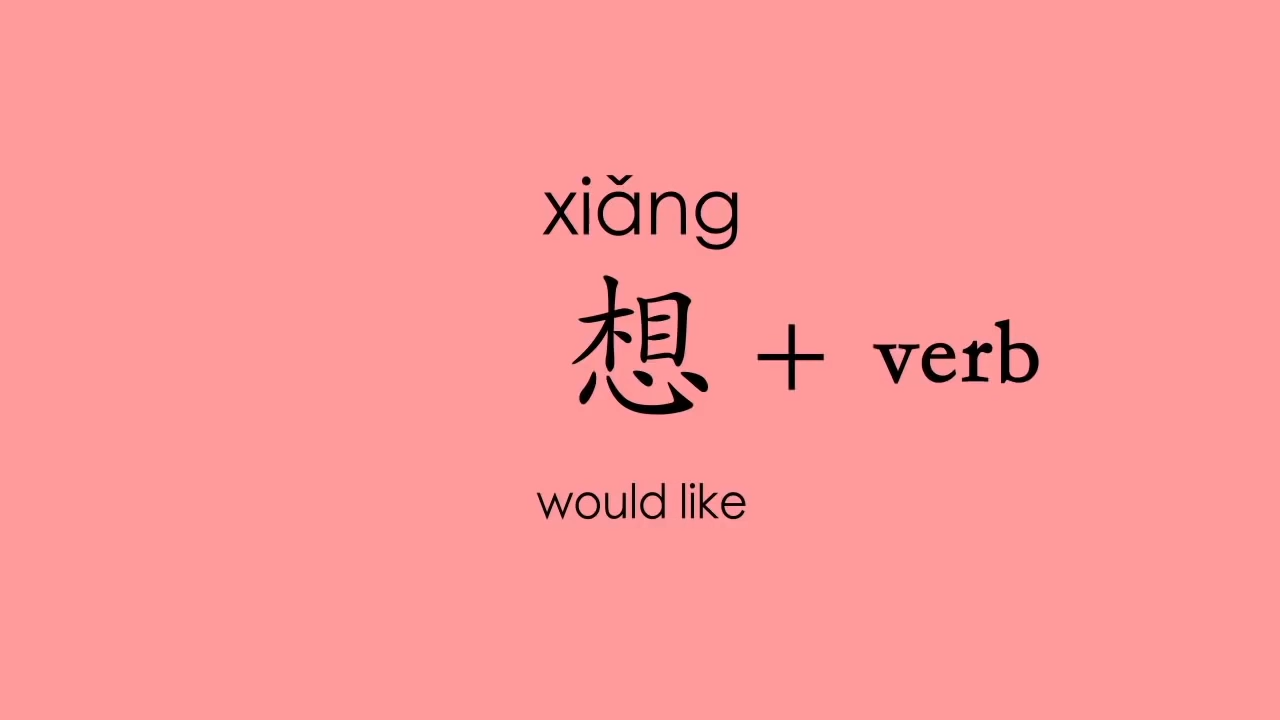 xiǎng
想 + verb
would like